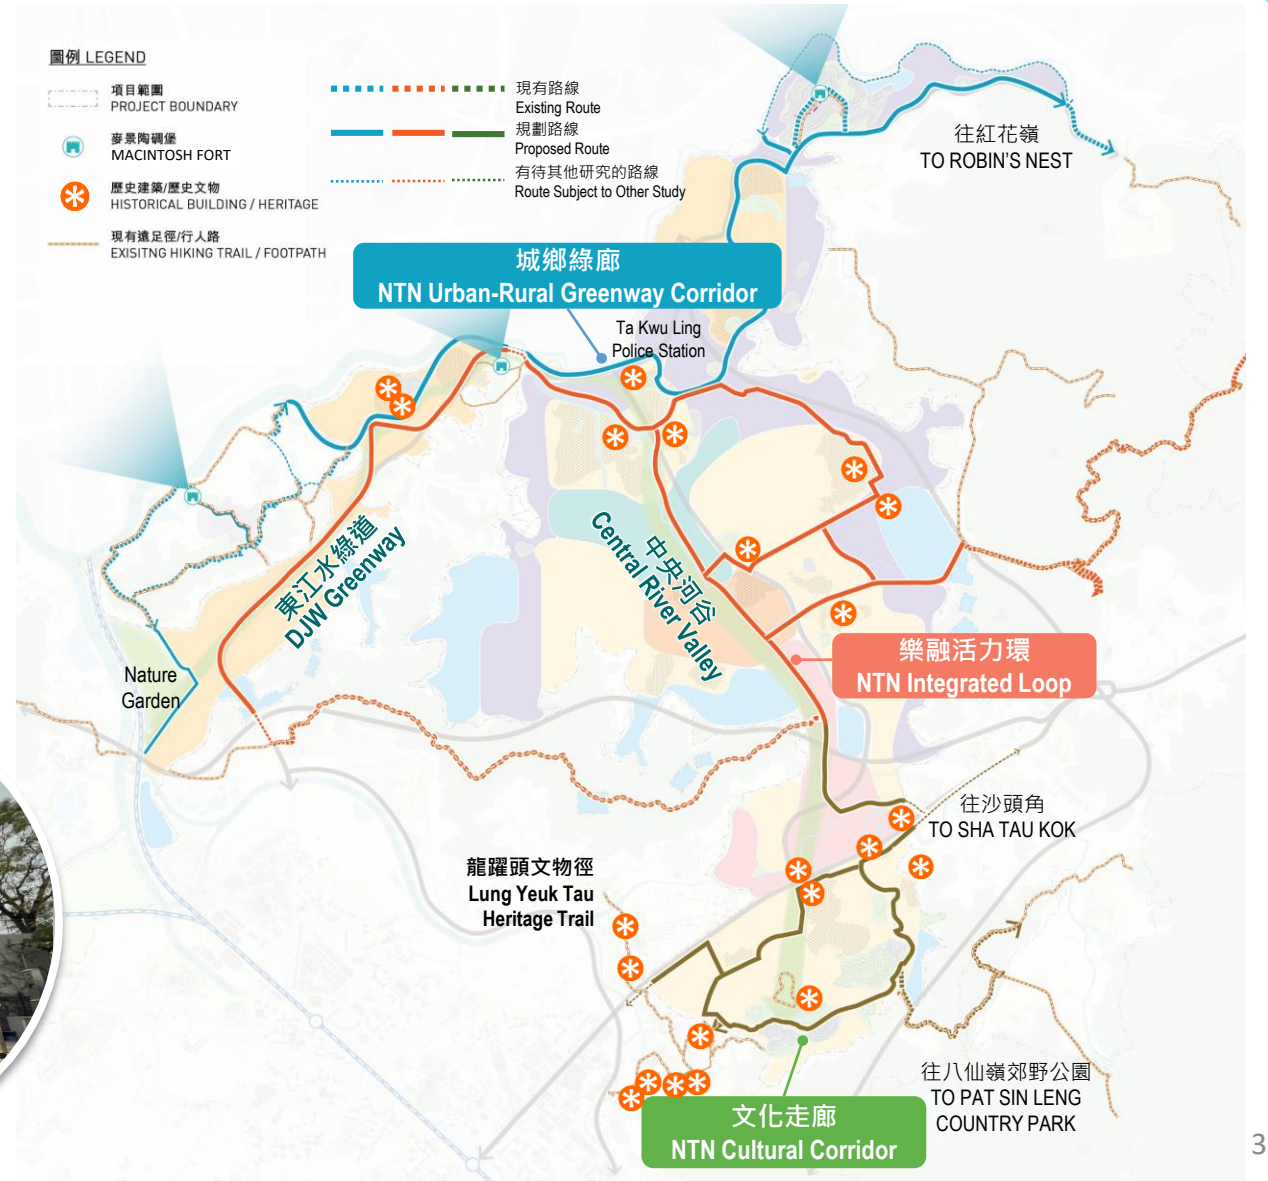 圖例 LEGEND
項目範圍
PROJECT BOUNDARY
麥景陶碉堡
MACINTOSH FORT
歷史建築/歷史文物
HISTORICAL BUILDING / HERITAGE
現有遠足徑/行人路
EXISITNG HIKING TRAIL / FOOTPATH
現有路線
Existing Route
規劃路線
Proposed Route
有待其他研究的路線
Route Subject to Other Study
往紅花嶺
TO ROBIN'S NEST
城鄉綠廊
NTN Urban-Rural Greenway Corridor
Ta Kwu Ling
Police Station
東江水綠道
DJW Greenway
中央河谷
Central River Valley
Nature
Garden
樂融活力環
NTN Integrated Loop
往沙頭角
TO SHA TAU KOK
龍躍頭文物徑
Lung Yeuk Tau
Heritage Trail
往八仙嶺郊野公園
TO PAT SIN LENG
COUNTRY PARK
文化走廊
NTN Cultural Corridor
3